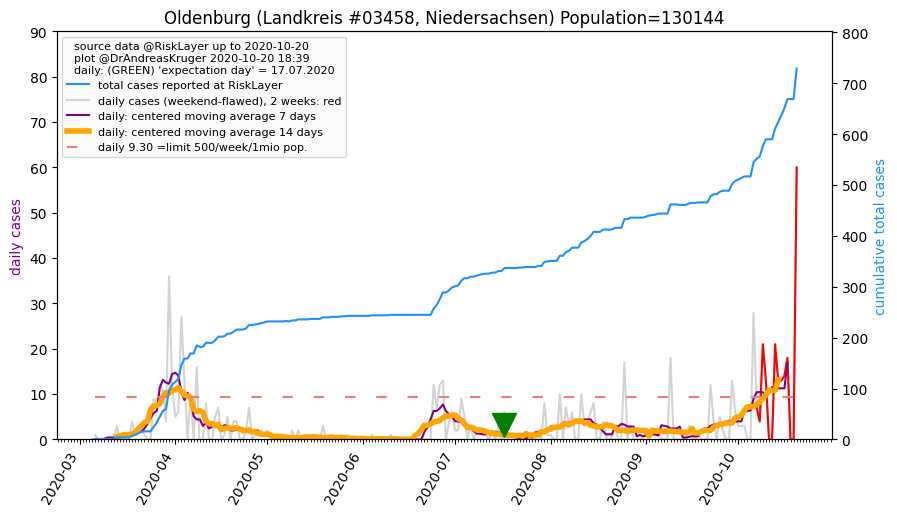 Oldenburg (Landkreis #03458, Niedersachsen) Population=130144
source data @RiskLayer up to 2020-10-20
plot @DrAndreasKruger 2020-10-20 18:39
daily: (GREEN) 'expectation day' = 17.07.2020
total cases reported at RiskLayer
daily cases (weekend-flawed), 2 weeks: red
daily: centered moving average 7 days
daily: centered moving average 14 days
daily 9.30 =limit 500/week/1mio pop.
daily cases
90
80
70
60
50
40
30
20
10
0
cumulative total cases
800
700
600
500
400
300
200
100
0
2020-03
2020-04
2020-05
2020-06
2020-07
2020-08
2020-09
2020-10